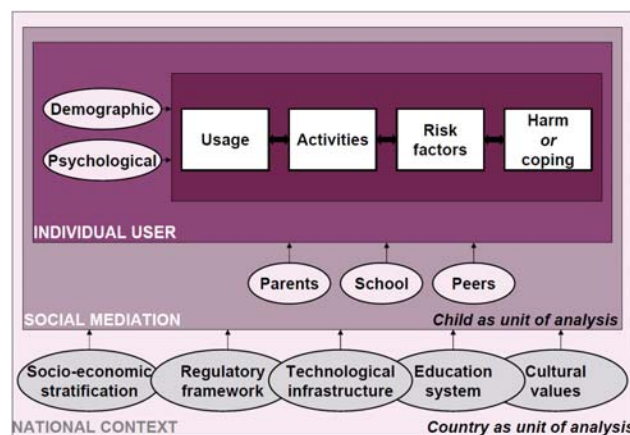 Demographic
Psychological
Usage
Activities
Risk
factors
Harm
or
coping
INDIVIDUAL USER
Parents
School
Peers
SOCIAL MEDIATION
Child as unit of analysis
Socio-economic
stratification
Regulatory
framework
Technological
infrastructure
Education
system
Cultural
values
NATIONAL CONTEXT
Country as unit of analysis